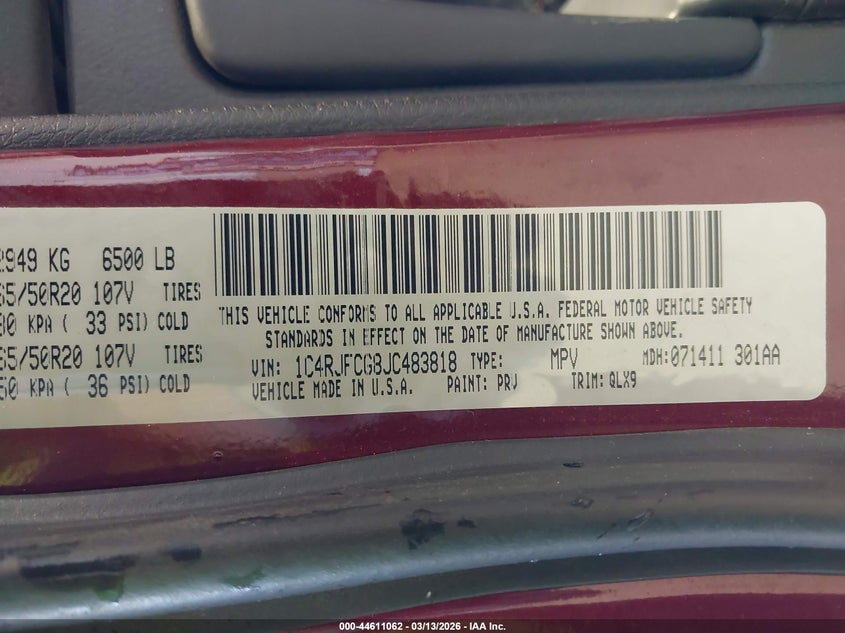 2949 KG 6500 LB
65/50R20 107V TIRES
KPA ( 33 PSI) COLD
65/50R20 107V TIRES
50 KPA ( 36 PSI) COLD
THIS VEHICLE CONFORMS TO ALL APPLICABLE U.S.A. FEDERAL MOTOR VEHICLE SAFETY
STANDARDS IN EFFECT ON THE DATE OF MANUFACTURE SHOWN ABOVE.
VIN: 1C4RJFCG8JC483818 TYPE: MPV MDH: 071411 301AA
VEHICLE MADE IN U.S.A. PAINT: PRV TRIM: QLX9
000-44611062 - 03/13/2026 - IAA Inc.